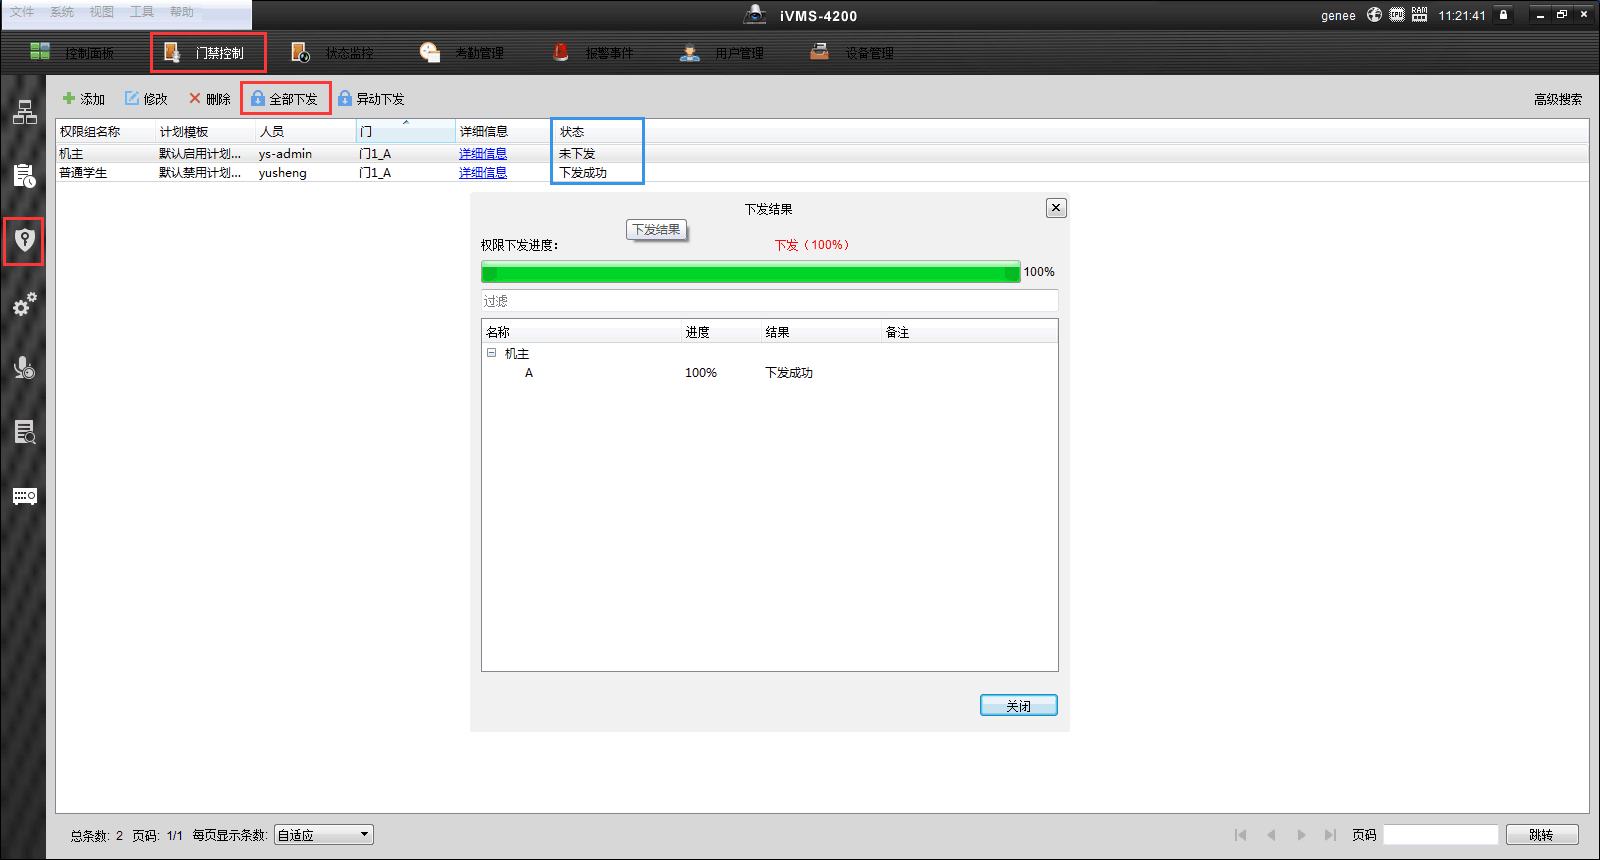 文件 系统 视图 工具 帮助
iVMS-4200
genee
RAM
11:21:41
控制面板 门禁控制 状态监控 考勤管理 报警事件 用户管理 设备管理
添加 修改 删除 全部下发 异动下发 高级搜索
权限组名称 计划模板 人员 门 详细信息 状态
机主 默认启用计划... ys-admin 门1_A 详细信息 未下发
普通学生 默认禁用计划... yusheng 门1_A 详细信息 下发成功
下发结果
下发结果
权限下发进度： 下发（100%）
100%
过滤
名称 进度 结果 备注
机主
A 100% 下发成功
关闭
总条数: 2 页码: 1/1 每页显示条数: 自适应 页码 跳转